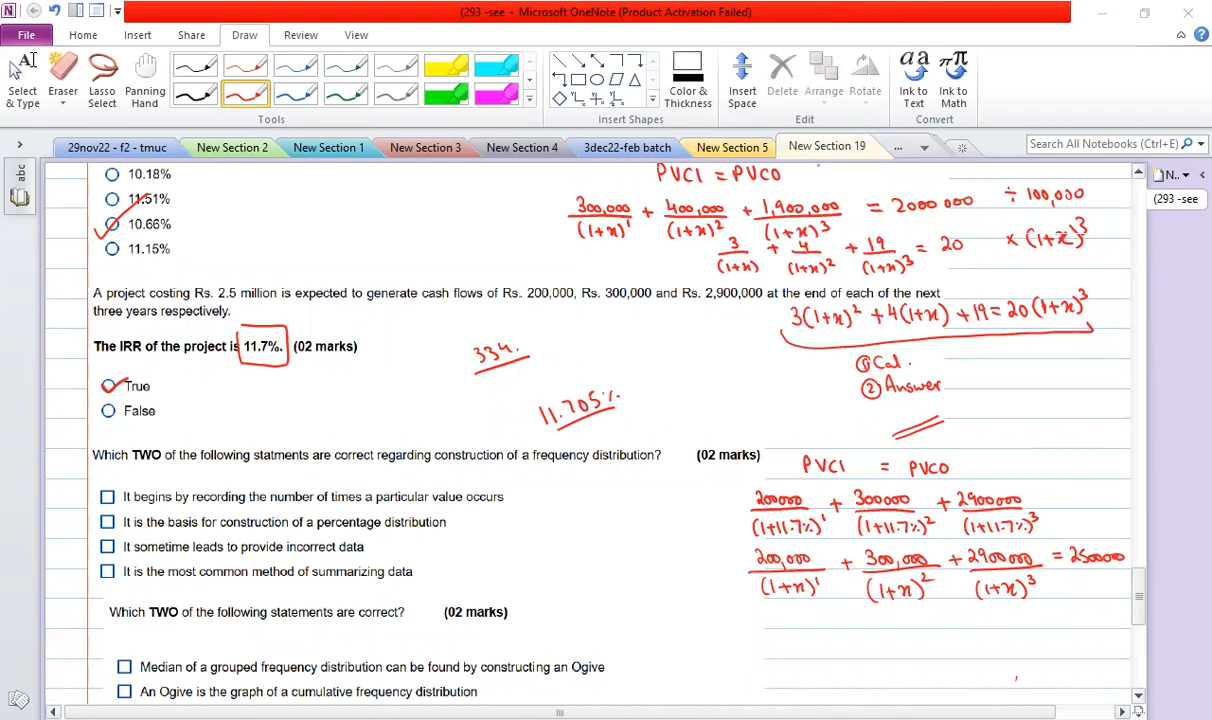 (293 -see - Microsoft OneNote (Product Activation Failed)
File Home Insert Share Draw Review View
Select & Type
Eraser
Lasso Select
Panning Hand
Color & Thickness
Insert Space
Delete
Arrange
Rotate
Ink to Text
Ink to Math
Tools
Insert Shapes
Edit
Convert
29nov22 - f2 - tmuc
New Section 2
New Section 1
New Section 3
New Section 4
3dec22-feb batch
New Section 5
New Section 19
...
Search All Notebooks (Ctrl+E)
abc
N
(293 -see
10.18%
11.51%
10.66%
11.15%
PVCI = PVCO
300,000/(1+x)¹ + 400,000/(1+x)² + 1,900,000/(1+x)³ = 2000000 ÷ 100,000
3/(1+x) + 4/(1+x)² + 19/(1+x)³ = 20 × (1+x)³
A project costing Rs. 2.5 million is expected to generate cash flows of Rs. 200,000, Rs. 300,000 and Rs. 2,900,000 at the end of each of the next
three years respectively.
3(1+x)² + 4(1+x) + 19 = 20(1+x)³
The IRR of the project is 11.7%. (02 marks)
334.
① Cal.
② Answer
True
False
11.705%
Which TWO of the following statments are correct regarding construction of a frequency distribution? (02 marks)
PVCI = PVCO
It begins by recording the number of times a particular value occurs
It is the basis for construction of a percentage distribution
It sometime leads to provide incorrect data
It is the most common method of summarizing data
200000/(1+11.7%)¹ + 300000/(1+11.7%)² + 2900000/(1+11.7%)³
200,000/(1+x)¹ + 300,000/(1+x)² + 2900000/(1+x)³ = 2500000
Which TWO of the following statements are correct? (02 marks)
Median of a grouped frequency distribution can be found by constructing an Ogive
An Ogive is the graph of a cumulative frequency distribution